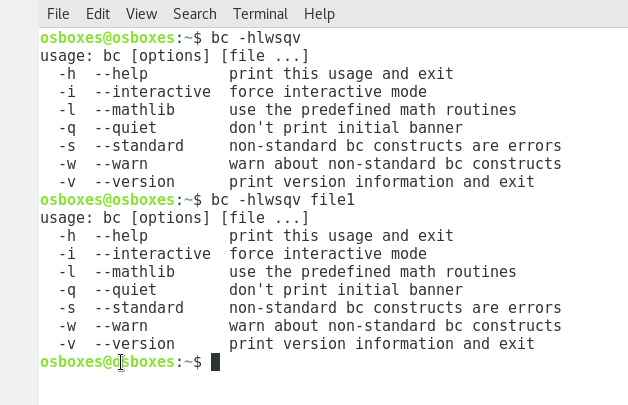 File Edit View Search Terminal Help
osboxes@osboxes:~$ bc -hlwsqv
usage: bc [options] [file ...]
  -h  --help         print this usage and exit
  -i  --interactive  force interactive mode
  -l  --mathlib      use the predefined math routines
  -q  --quiet        don't print initial banner
  -s  --standard     non-standard bc constructs are errors
  -w  --warn         warn about non-standard bc constructs
  -v  --version      print version information and exit
osboxes@osboxes:~$ bc -hlwsqv file1
usage: bc [options] [file ...]
  -h  --help         print this usage and exit
  -i  --interactive  force interactive mode
  -l  --mathlib      use the predefined math routines
  -q  --quiet        don't print initial banner
  -s  --standard     non-standard bc constructs are errors
  -w  --warn         warn about non-standard bc constructs
  -v  --version      print version information and exit
osboxes@osboxes:~$